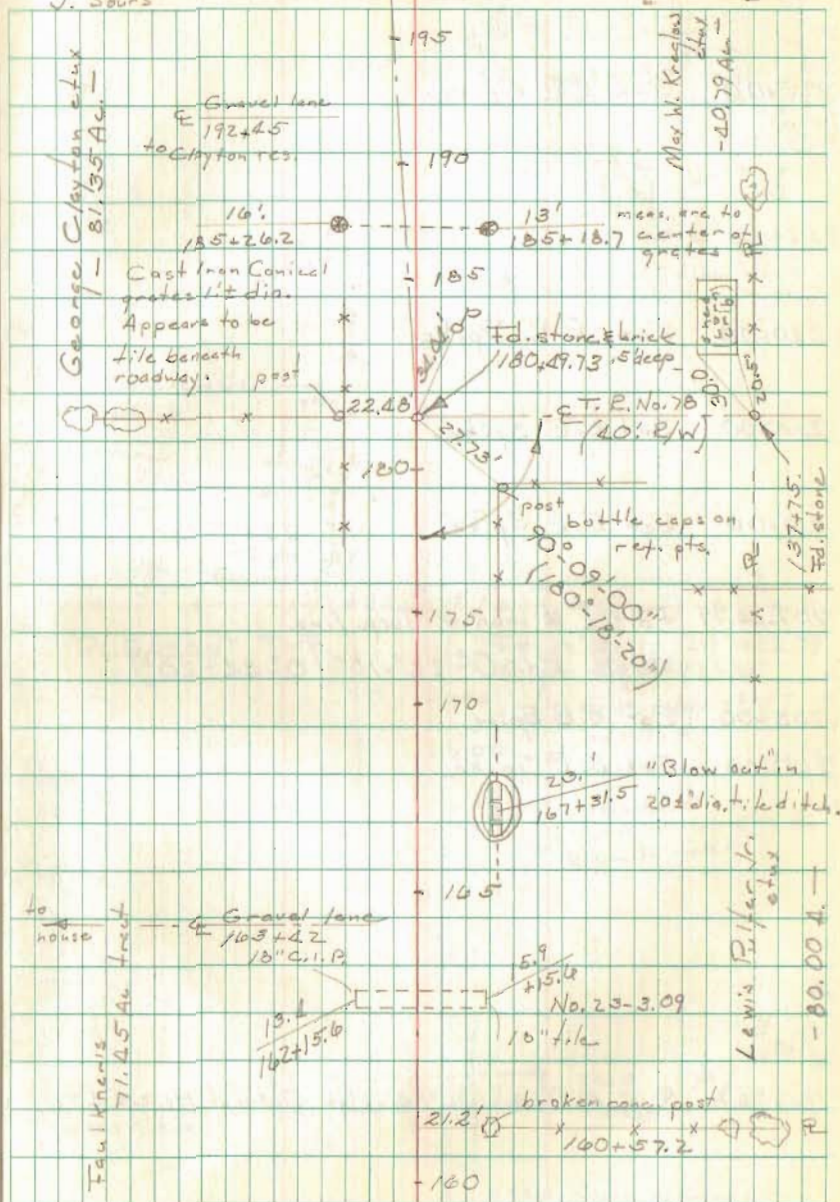 J. Sours
195
George Clayton etux
— 81.35 Ac. —
Max W. Kreglow
etux
-40.79 Ac.-
℄ Gravel lane
192+45
to Clayton res.
190
16'.
185+26.2
13'
185+18.7
meas. are to
center of
grates
Cast Iron Conical
grates 1'± dia.
Appears to be
tile beneath
roadway.
185
post
22.48'
P
Fd. stone & brick
180+49.73 .5'deep
℄ T.R. No. 78
(40'. R/W)
27.73'
180
post
bottle caps on
ref. pts.
90°-09'-00"
(180°-18'-20")
30.0
20.5'
P
P
137+75.
Fd. stone
175
170
20.'
167+31.5
"Blow out" in
20±" dia. tile ditch.
165
to
house
℄ Gravel lane
163+42
18" C.I.P.
15.9
+15.6
13.4
162+15.6
No. 23-3.09
18" tile
Lewis
Jr.
etux
-80.00 A. —
71.45 Ac tract
21.2'
broken conc. post
160+57.2
P
160